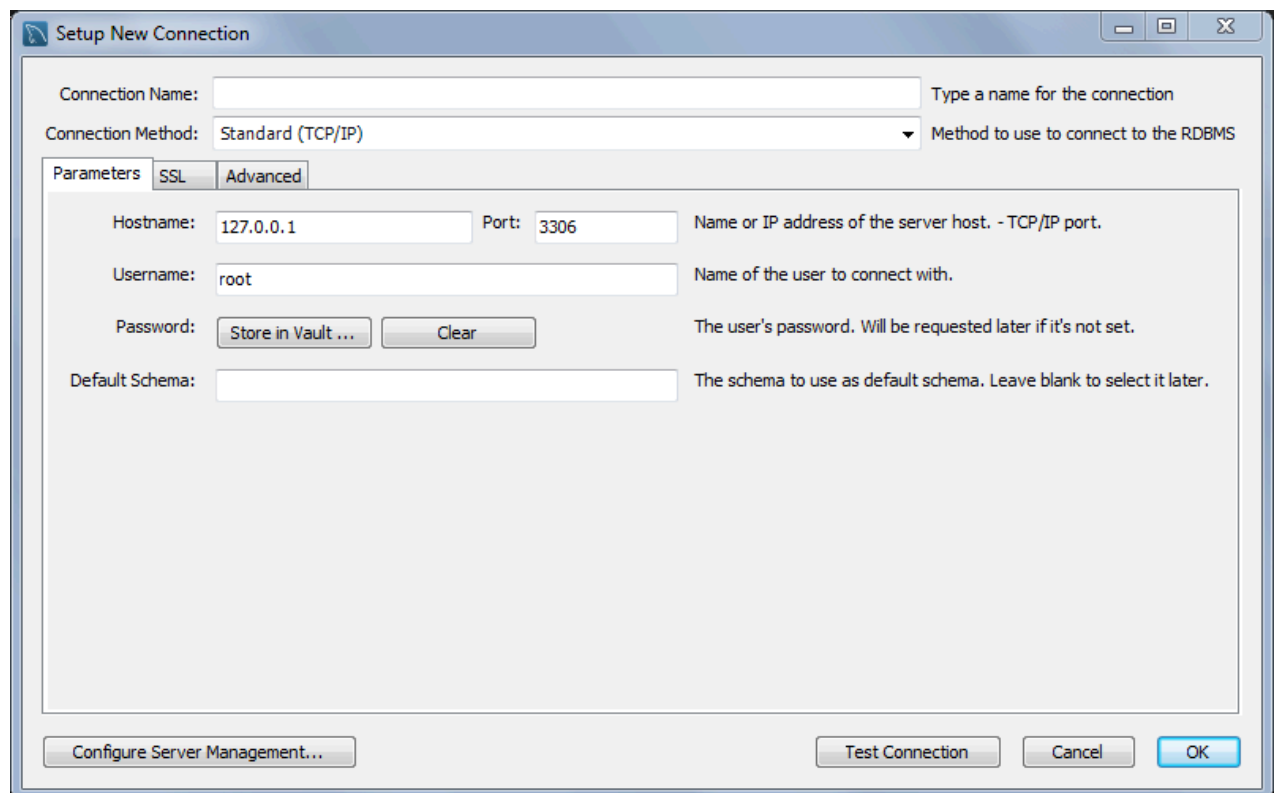 Setup New Connection
Connection Name: Type a name for the connection
Connection Method: Standard (TCP/IP) Method to use to connect to the RDBMS
Parameters SSL Advanced
Hostname: 127.0.0.1 Port: 3306 Name or IP address of the server host. - TCP/IP port.
Username: root Name of the user to connect with.
Password: Store in Vault ... Clear The user's password. Will be requested later if it's not set.
Default Schema: The schema to use as default schema. Leave blank to select it later.
Configure Server Management... Test Connection Cancel OK